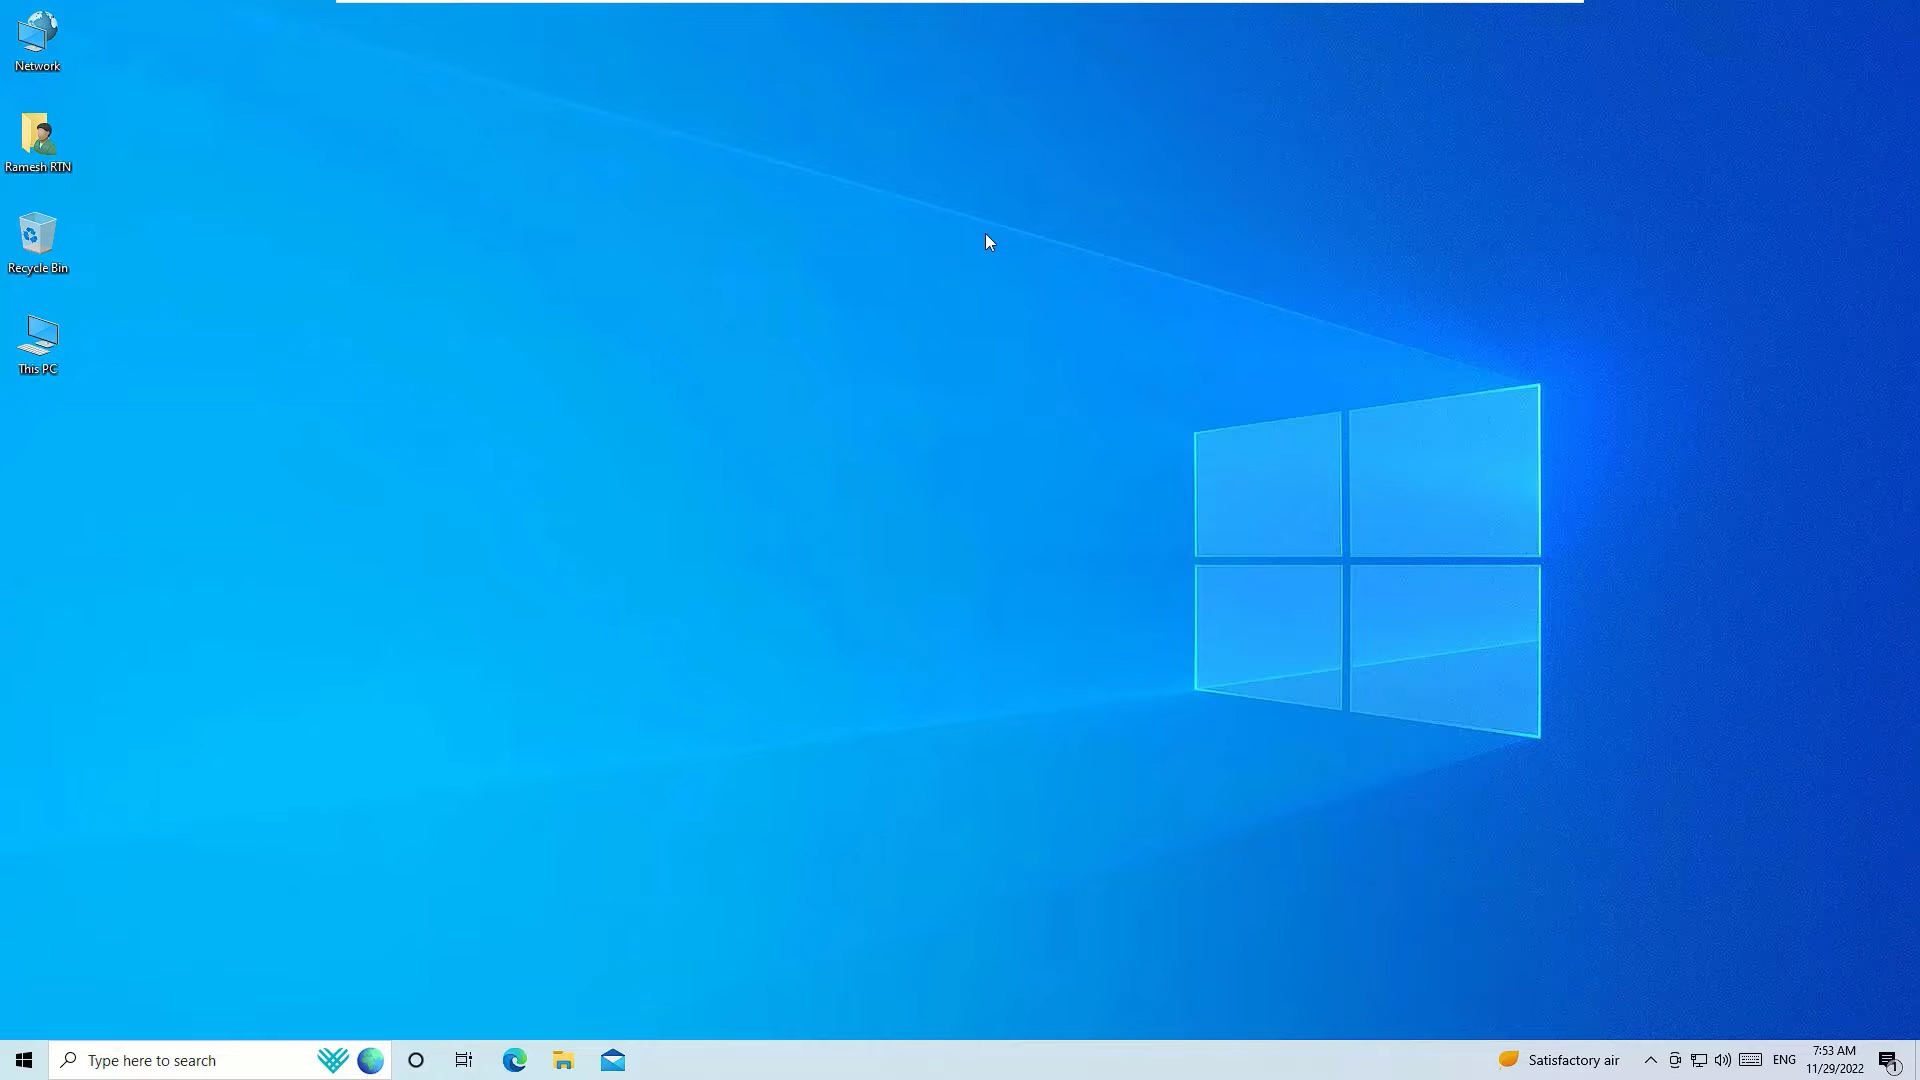 Network
Ramesh RTN
Recycle Bin
This PC
Type here to search
Satisfactory air
ENG
7:53 AM
11/29/2022
1